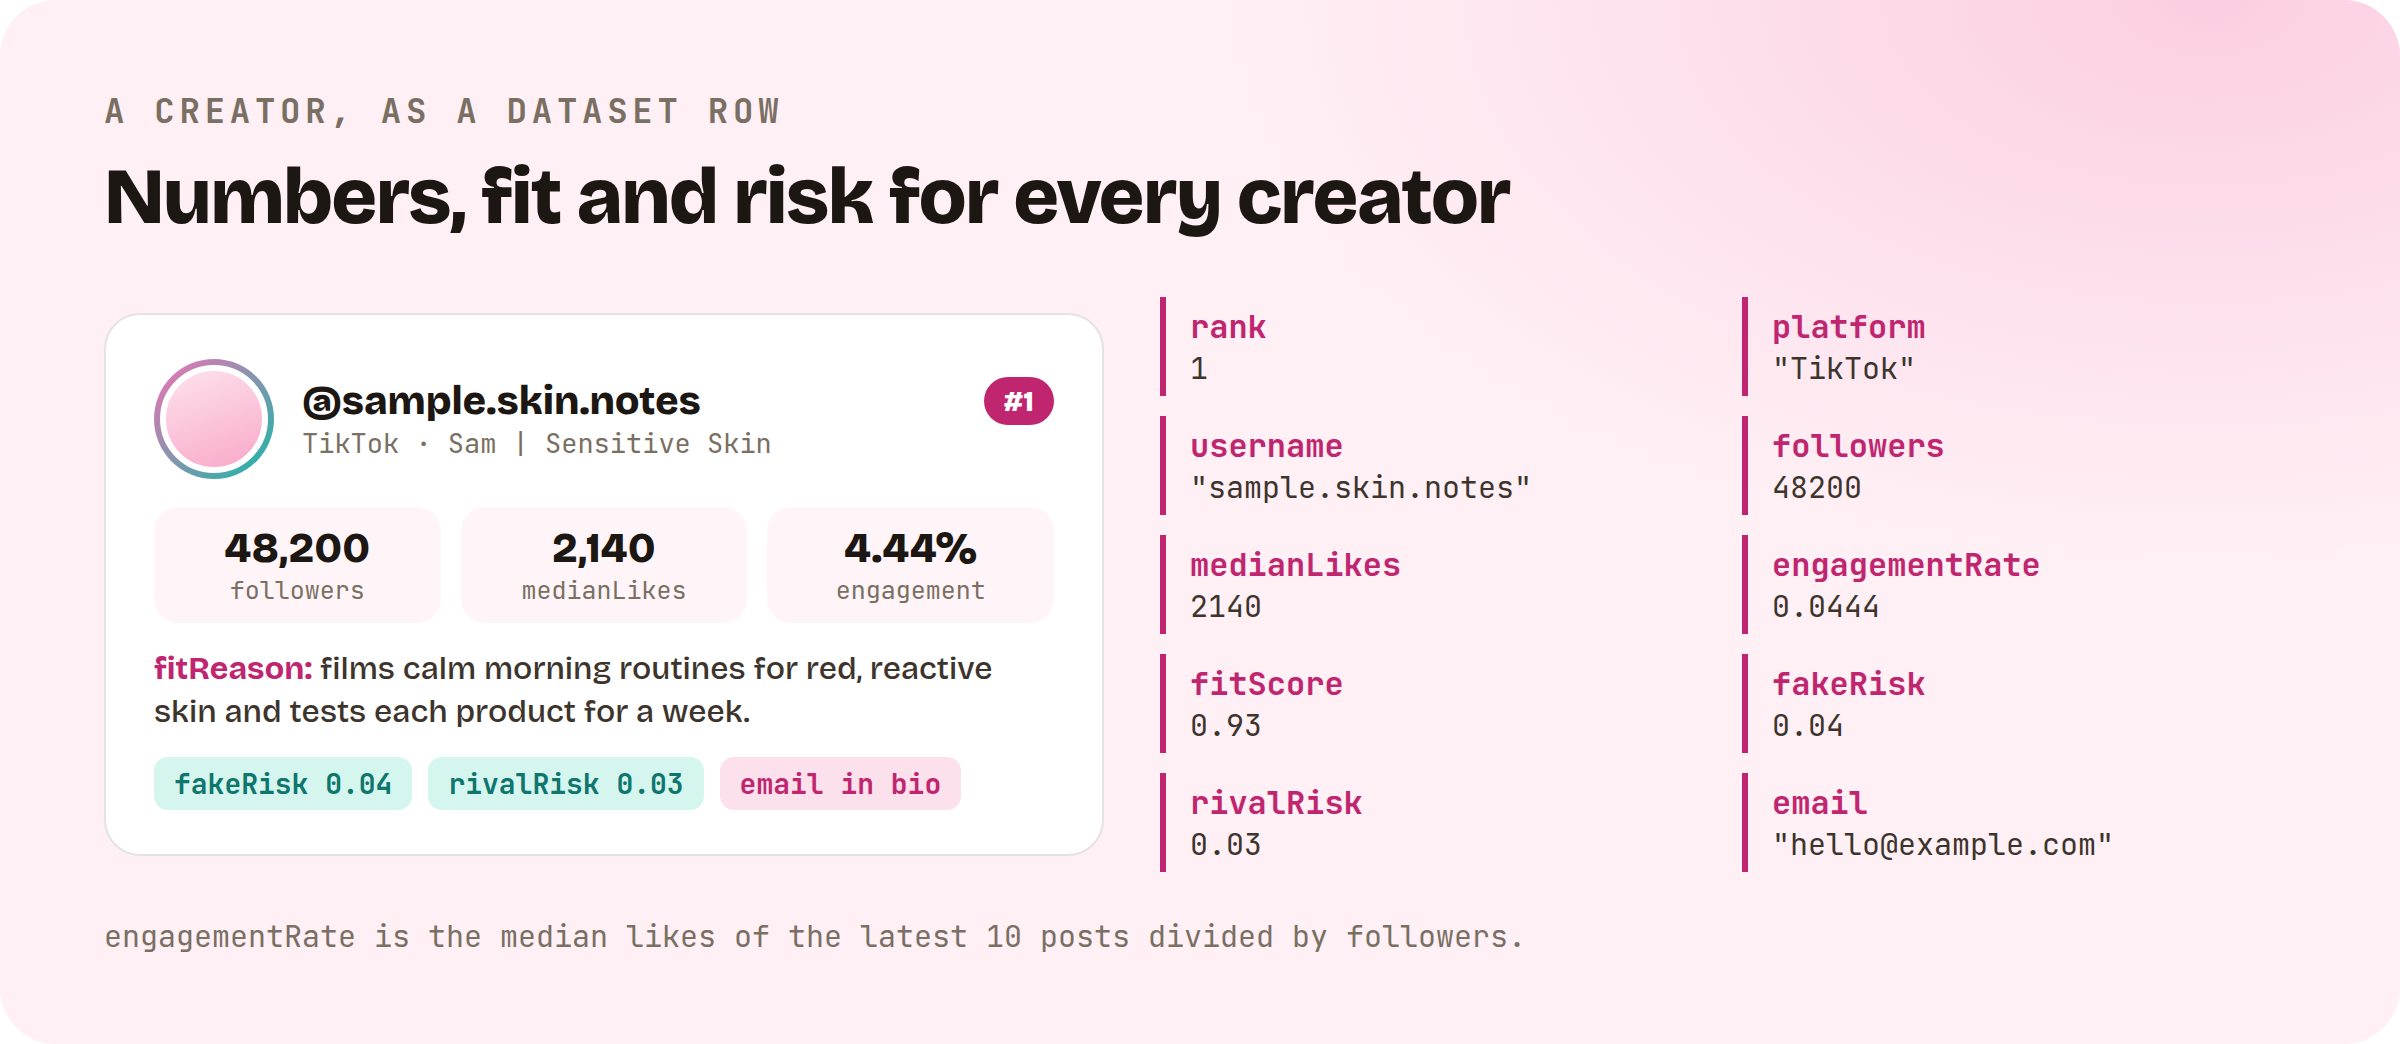 A CREATOR, AS A DATASET ROW
Numbers, fit and risk for every creator
@sample.skin.notes
#1
TikTok · Sam | Sensitive Skin
48,200
followers
2,140
medianLikes
4.44%
engagement
fitReason: films calm morning routines for red, reactive
skin and tests each product for a week.
fakeRisk 0.04
rivalRisk 0.03
email in bio
rank
1
platform
"TikTok"
username
"sample.skin.notes"
followers
48200
medianLikes
2140
engagementRate
0.0444
fitScore
0.93
fakeRisk
0.04
rivalRisk
0.03
email
"hello@example.com"
engagementRate is the median likes of the latest 10 posts divided by followers.